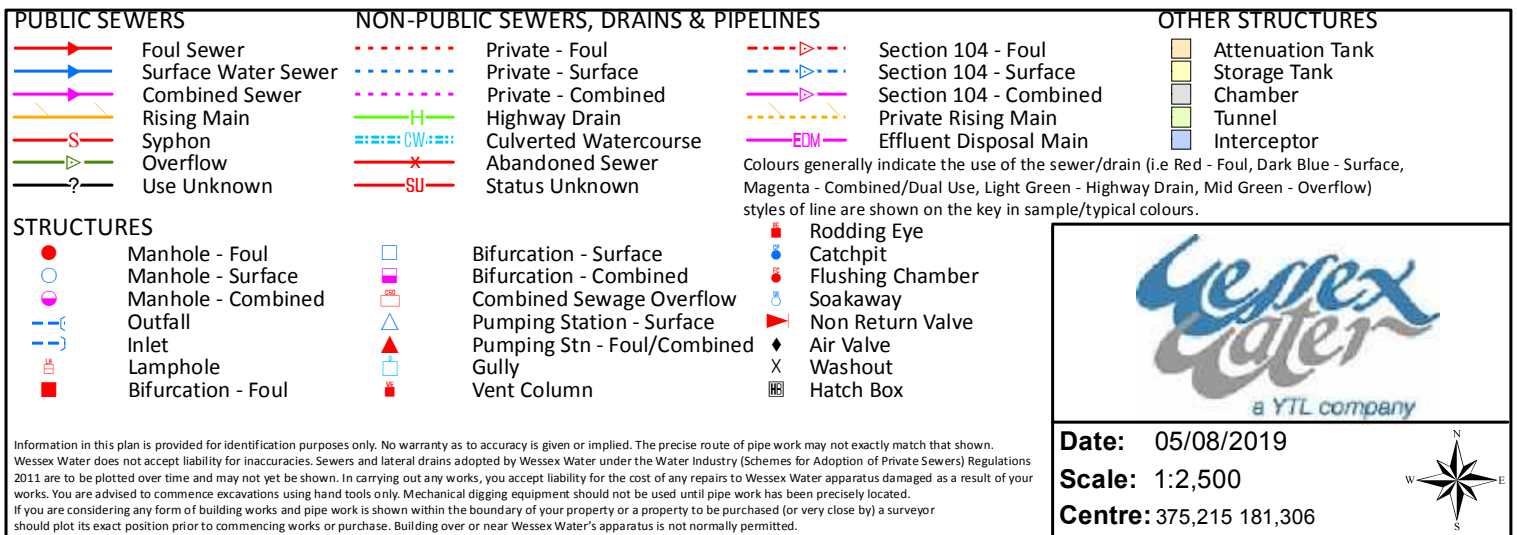 PUBLIC SEWERS
Foul Sewer
Surface Water Sewer
Combined Sewer
Rising Main
S Syphon
Overflow
? Use Unknown
NON-PUBLIC SEWERS, DRAINS & PIPELINES
Private - Foul
Private - Surface
Private - Combined
H Highway Drain
CW Culverted Watercourse
x Abandoned Sewer
SU Status Unknown
Section 104 - Foul
Section 104 - Surface
Section 104 - Combined
Private Rising Main
EDM Effluent Disposal Main
OTHER STRUCTURES
Attenuation Tank
Storage Tank
Chamber
Tunnel
Interceptor
Colours generally indicate the use of the sewer/drain (i.e Red - Foul, Dark Blue - Surface,
Magenta - Combined/Dual Use, Light Green - Highway Drain, Mid Green - Overflow)
styles of line are shown on the key in sample/typical colours.
STRUCTURES
Manhole - Foul
Manhole - Surface
Manhole - Combined
Outfall
Inlet
LH Lamphole
Bifurcation - Foul
Bifurcation - Surface
Bifurcation - Combined
CSO Combined Sewage Overflow
Pumping Station - Surface
Pumping Stn - Foul/Combined
G Gully
Vent Column
RE Rodding Eye
CP Catchpit
FC Flushing Chamber
Soakaway
Non Return Valve
Air Valve
X Washout
HB Hatch Box
Information in this plan is provided for identification purposes only. No warranty as to accuracy is given or implied. The precise route of pipe work may not exactly match that shown.
Wessex Water does not accept liability for inaccuracies. Sewers and lateral drains adopted by Wessex Water under the Water Industry (Schemes for Adoption of Private Sewers) Regulations
2011 are to be plotted over time and may not yet be shown. In carrying out any works, you accept liability for the cost of any repairs to Wessex Water apparatus damaged as a result of your
works. You are advised to commence excavations using hand tools only. Mechanical digging equipment should not be used until pipe work has been precisely located.
If you are considering any form of building works and pipe work is shown within the boundary of your property or a property to be purchased (or very close by) a surveyor
should plot its exact position prior to commencing works or purchase. Building over or near Wessex Water's apparatus is not normally permitted.
Wessex
Water
a YTL company
Date: 05/08/2019
Scale: 1:2,500
Centre: 375,215 181,306
N
W E
S